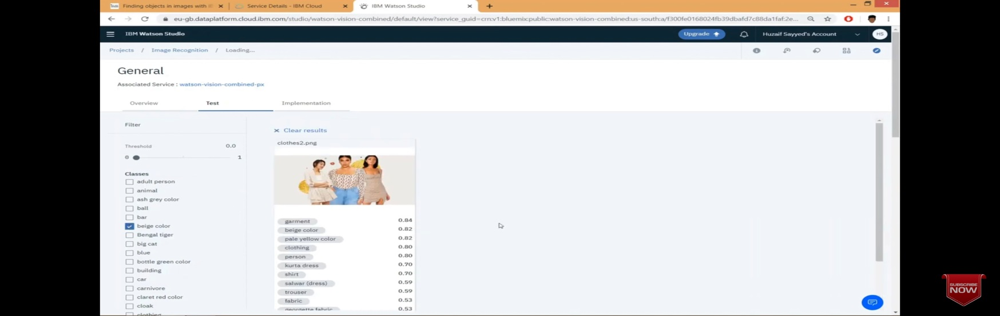 Finding objects in images with IB
Service Details - IBM Cloud
IBM Watson Studio
eu-gb.dataplatform.cloud.ibm.com/studio/watson-vision-combined/default/view?service_guid=crn:v1:bluemix:public:watson-vision-combined:us-south:a/f300fe0168024fb39dbafd7c88da1faf:2e...
IBM Watson Studio
Upgrade
Huzaif Sayyed's Account
HS
Projects / Image Recognition / Loading...
General
Associated Service : watson-vision-combined-px
Overview
Test
Implementation
Filter
Threshold 0.0
0 1
Classes
adult person
animal
ash grey color
ball
bar
beige color
Bengal tiger
big cat
blue
bottle green color
building
car
carnivore
claret red color
cloak
clothing
Clear results
clothes2.png
garment 0.84
beige color 0.82
pale yellow color 0.82
clothing 0.80
person 0.80
kurta dress 0.70
shirt 0.70
salwar (dress) 0.59
trouser 0.59
fabric 0.53
georgette fabric 0.53
SUBSCRIBE
NOW